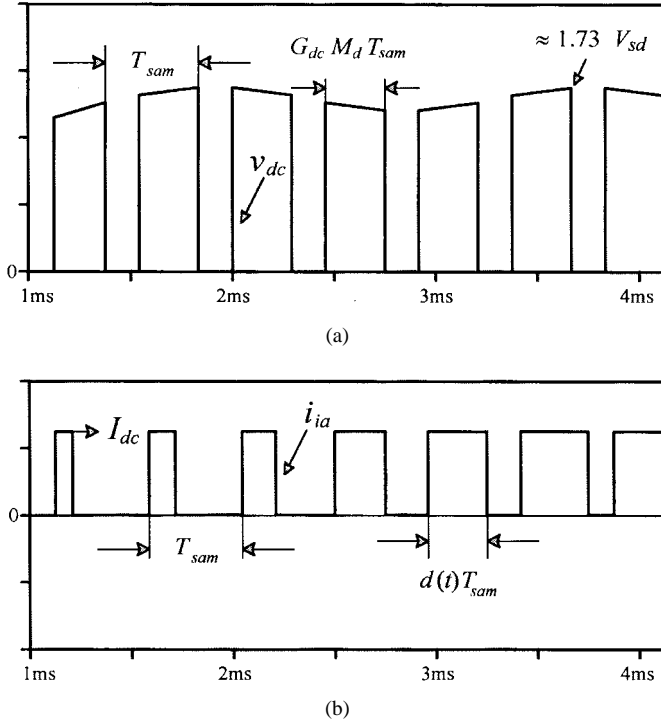 T_sam
G_dc M_d T_sam
≈ 1.73 V_sd
v_dc
0
1ms 2ms 3ms 4ms
(a)
I_dc
i_ia
0
T_sam
d(t)T_sam
1ms 2ms 3ms 4ms
(b)